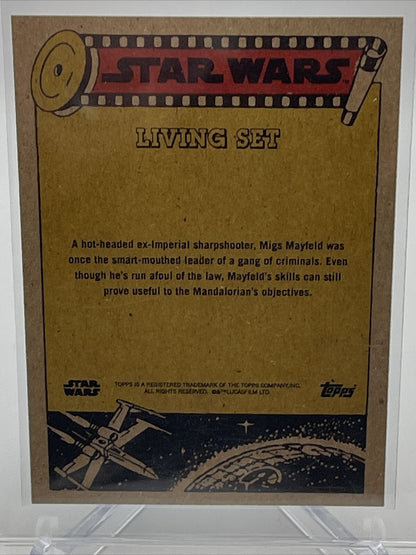 STAR WARS
LIVING SET
A hot-headed ex-Imperial sharpshooter, Migs Mayfeld was
once the smart-mouthed leader of a gang of criminals. Even
though he's run afoul of the law, Mayfeld's skills can still
prove useful to the Mandalorian's objectives.
STAR
WARS
TOPPS IS A REGISTERED TRADEMARK OF THE TOPPS COMPANY, INC.
ALL RIGHTS RESERVED. ©&™LUCASFILM LTD.
Topps